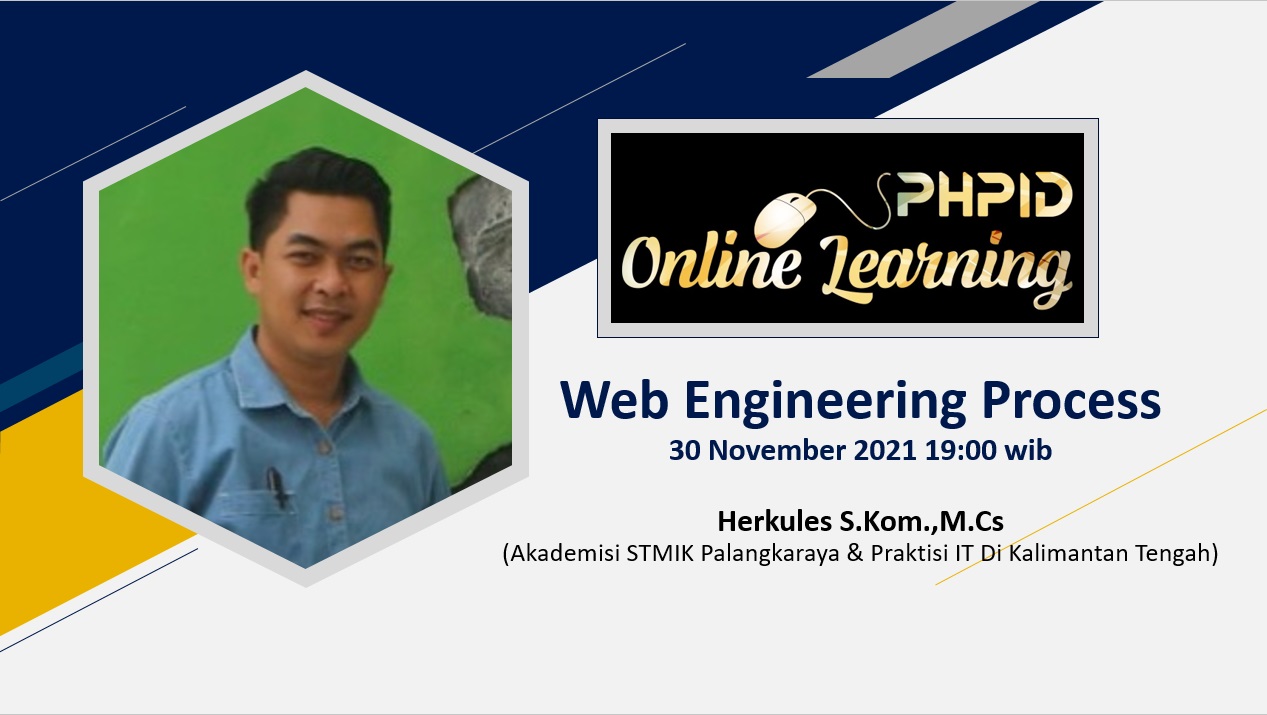 PHPID
Online Learning
Web Engineering Process
30 November 2021 19:00 wib
Herkules S.Kom.,M.Cs
(Akademisi STMIK Palangkaraya & Praktisi IT Di Kalimantan Tengah)